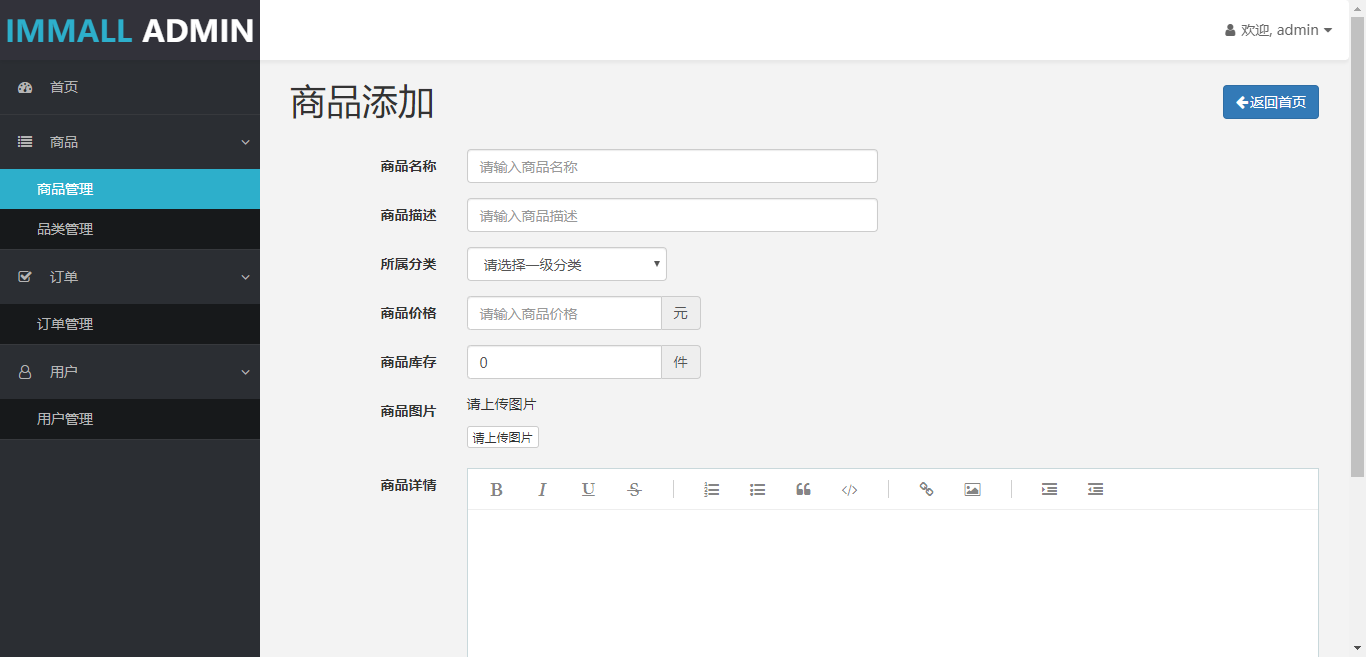 IMMALL ADMIN
欢迎, admin
首页
商品
商品管理
品类管理
订单
订单管理
用户
用户管理
商品添加
返回首页
商品名称
请输入商品名称
商品描述
请输入商品描述
所属分类
请选择一级分类
商品价格
请输入商品价格
元
商品库存
0
件
商品图片
请上传图片
请上传图片
商品详情
B I U S